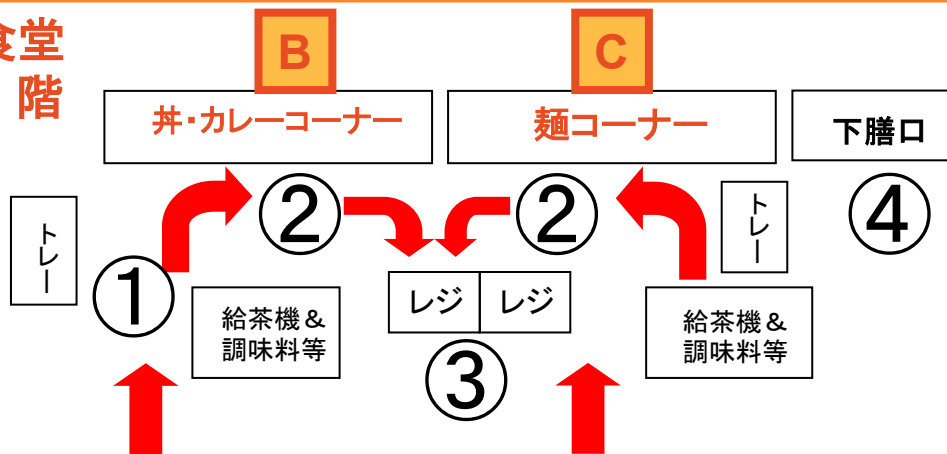 食堂
階
B
C
丼・カレーコーナー
麺コーナー
下膳口
トレー
①
②
②
トレー
④
レジ
レジ
給茶機&
調味料等
給茶機&
調味料等
③